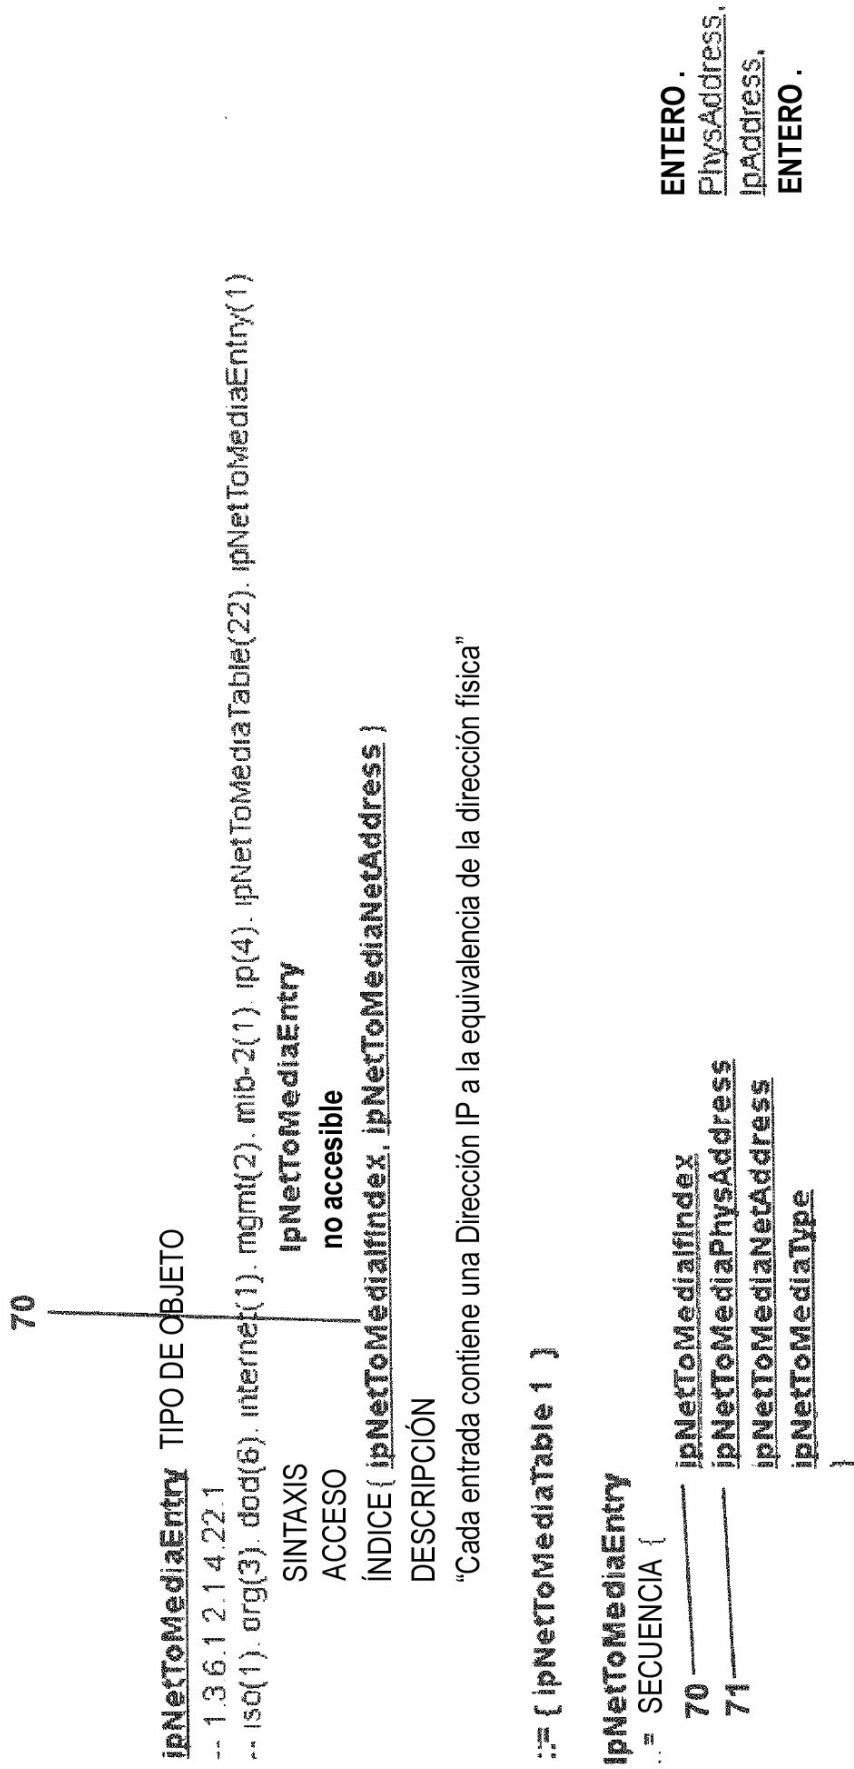 70
ipNetToMediaEntry TIPO DE OBJETO
-- 1.3.6.1.2.1.4.22.1
-- iso(1). org(3). dod(6). internet(1). mgmt(2). mib-2(1). ip(4). ipNetToMediaTable(22). ipNetToMediaEntry(1)
SINTAXIS IpNetToMediaEntry
ACCESO no accesible
ÍNDICE { ipNetToMediaIfIndex, ipNetToMediaNetAddress }
DESCRIPCIÓN
“Cada entrada contiene una Dirección IP a la equivalencia de la dirección física”
::= { ipNetToMediaTable 1 }
IpNetToMediaEntry
::= SECUENCIA {
70 ipNetToMediaIfIndex ENTERO.
71 ipNetToMediaPhysAddress PhysAddress,
ipNetToMediaNetAddress IpAddress,
ipNetToMediaType ENTERO.
}